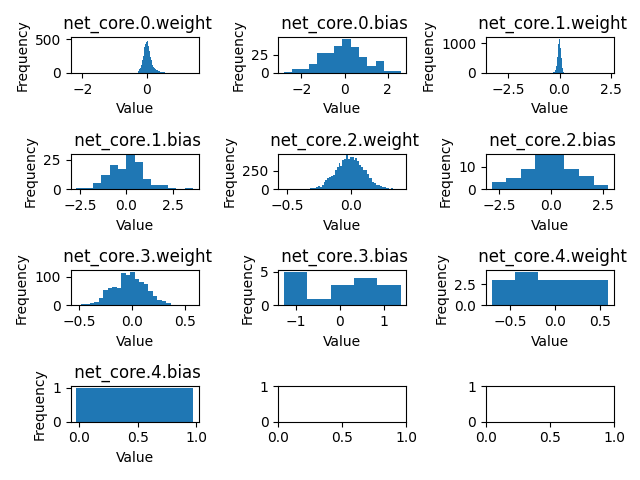 net_core.0.weight
Frequency
500
0
−2
0
Value
net_core.0.bias
Frequency
25
0
−2
0
2
Value
net_core.1.weight
Frequency
1000
0
−2.5
0.0
2.5
Value
net_core.1.bias
Frequency
25
0
−2.5
0.0
2.5
Value
net_core.2.weight
Frequency
250
0
−0.5
0.0
Value
net_core.2.bias
Frequency
10
0
−2.5
0.0
2.5
Value
net_core.3.weight
Frequency
100
0
−0.5
0.0
0.5
Value
net_core.3.bias
Frequency
5
0
−1
0
1
Value
net_core.4.weight
Frequency
2.5
0.0
−0.5
0.0
0.5
Value
net_core.4.bias
Frequency
1
0
0.0
0.5
1.0
Value
1
0
0.0
0.5
1.0
1
0
0.0
0.5
1.0